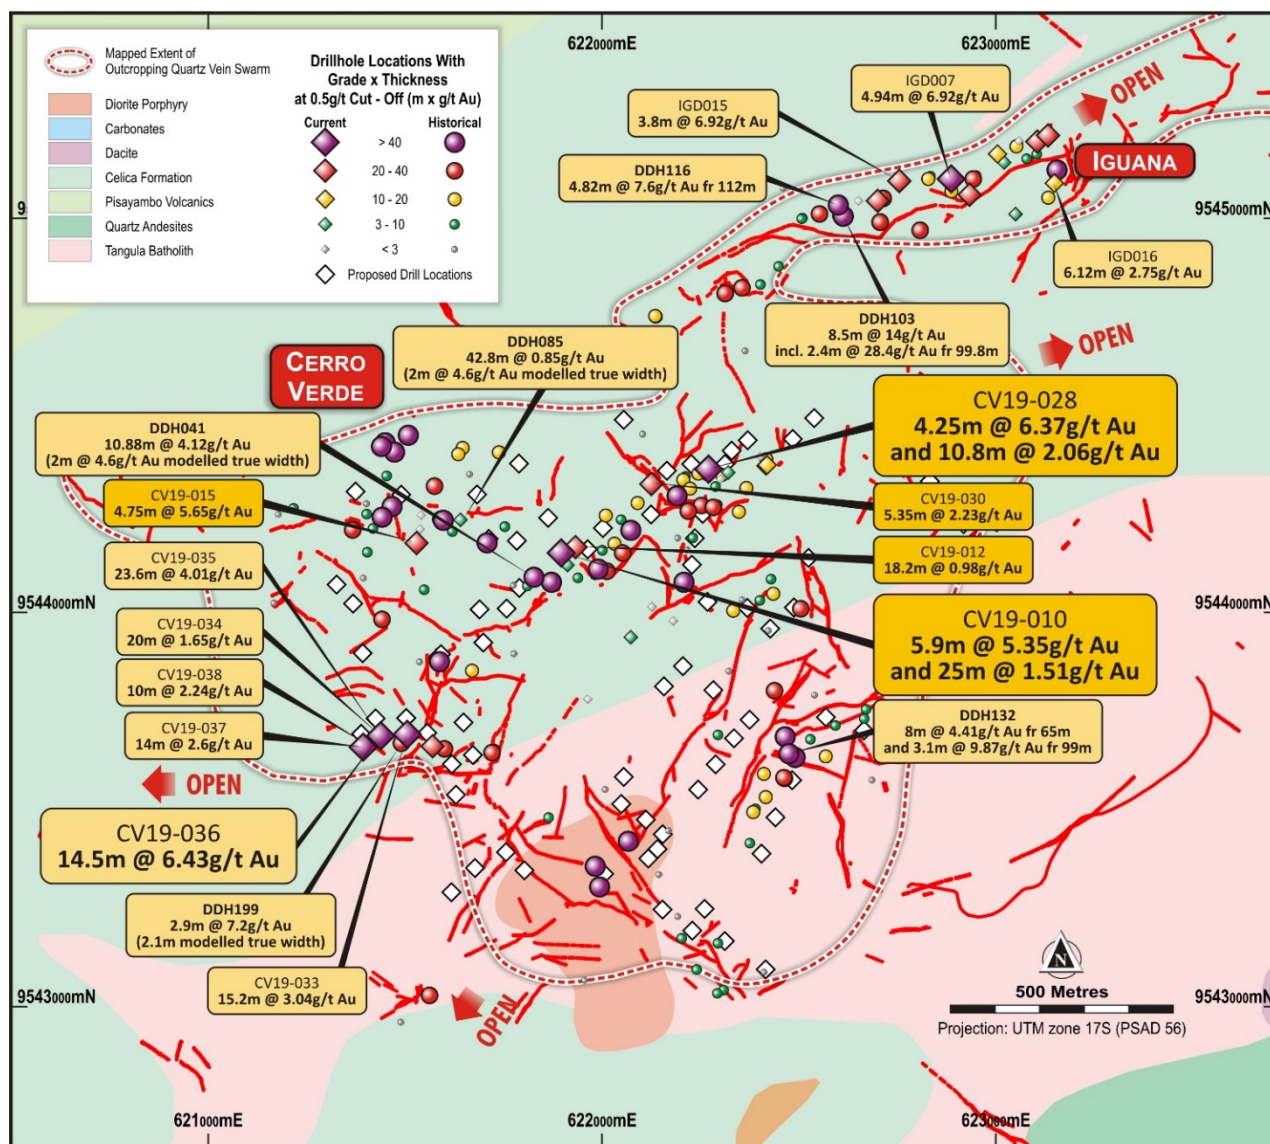 622000mE
623000mE
Mapped Extent of
Outcropping Quartz Vein Swarm
Diorite Porphyry
Carbonates
Dacite
Celica Formation
Pisayambo Volcanics
Quartz Andesites
Tangula Batholith
Drillhole Locations With
Grade x Thickness
at 0.5g/t Cut - Off (m x g/t Au)
Current
Historical
> 40
20 - 40
10 - 20
3 - 10
< 3
Proposed Drill Locations
IGD007
4.94m @ 6.92g/t Au
OPEN
IGD015
3.8m @ 6.92g/t Au
IGUANA
DDH116
4.82m @ 7.6g/t Au fr 112m
9545000mN
IGD016
6.12m @ 2.75g/t Au
DDH103
8.5m @ 14g/t Au
incl. 2.4m @ 28.4g/t Au fr 99.8m
OPEN
DDH085
42.8m @ 0.85g/t Au
(2m @ 4.6g/t Au modelled true width)
CERRO
VERDE
CV19-028
4.25m @ 6.37g/t Au
and 10.8m @ 2.06g/t Au
DDH041
10.88m @ 4.12g/t Au
(2m @ 4.6g/t Au modelled true width)
CV19-015
4.75m @ 5.65g/t Au
CV19-030
5.35m @ 2.23g/t Au
CV19-035
23.6m @ 4.01g/t Au
CV19-012
18.2m @ 0.98g/t Au
9544000mN
9544000mN
CV19-034
20m @ 1.65g/t Au
CV19-010
5.9m @ 5.35g/t Au
and 25m @ 1.51g/t Au
CV19-038
10m @ 2.24g/t Au
CV19-037
14m @ 2.6g/t Au
DDH132
8m @ 4.41g/t Au fr 65m
and 3.1m @ 9.87g/t Au fr 99m
OPEN
CV19-036
14.5m @ 6.43g/t Au
DDH199
2.9m @ 7.2g/t Au
(2.1m modelled true width)
CV19-033
15.2m @ 3.04g/t Au
OPEN
N
500 Metres
Projection: UTM zone 17S (PSAD 56)
9543000mN
9543000mN
621000mE
622000mE
623000mE